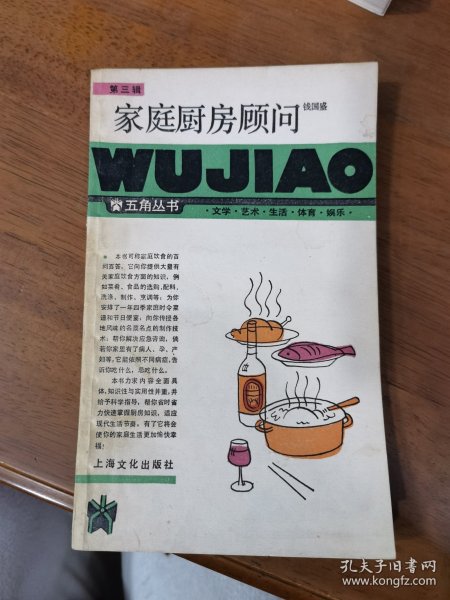 第三辑
家庭厨房顾问 钱国盛
WUJIAO
五角丛书
·文学·艺术·生活·体育·娱乐·
本书可称家庭饮食的百
问百答。它向你提供大量有
关家庭饮食方面的知识，例
如菜肴、食品的选购，配料，
洗涤、制作、烹调等；为你
安排了一年四季家庭时令菜
谱和节日便宴；向你传授各
地风味的名菜名点的制作技
术；帮你解决应急咨询。倘
若你家里有了病人、孕、产
妇等，它能依照不同病症，告
诉你吃什么，忌吃什么。
本书力求内容全面具
体，知识性与实用性并重，并
给予科学指导，帮你省时省
力快速掌握厨房知识，适应
现代生活节奏。有了它将会
使你的家庭生活更加愉快幸
福！
上海文化出版社
孔夫子旧书网
www.kongfz.com